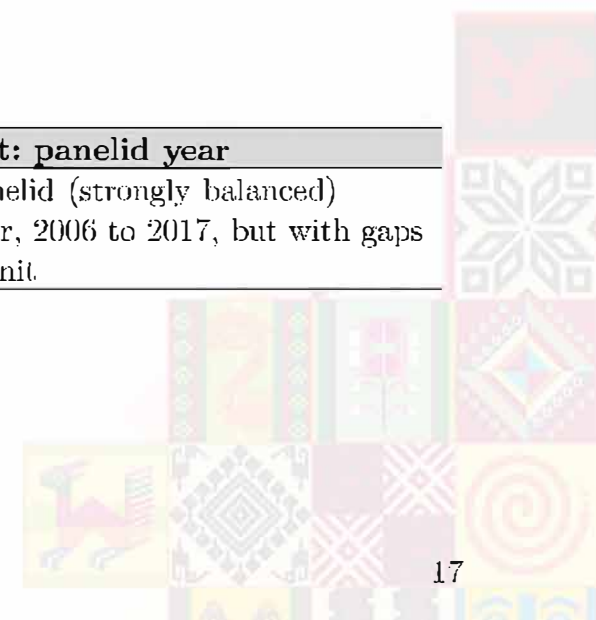 t: panelid year
nelid (strongly balanced)
r, 2006 to 2017, but with gaps
nit
17